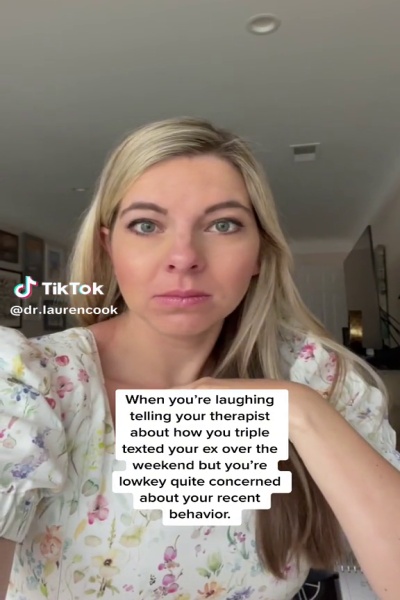 TikTok
@dr.laurencook
When you're laughing
telling your therapist
about how you triple
texted your ex over the
weekend but you're
lowkey quite concerned
about your recent
behavior.